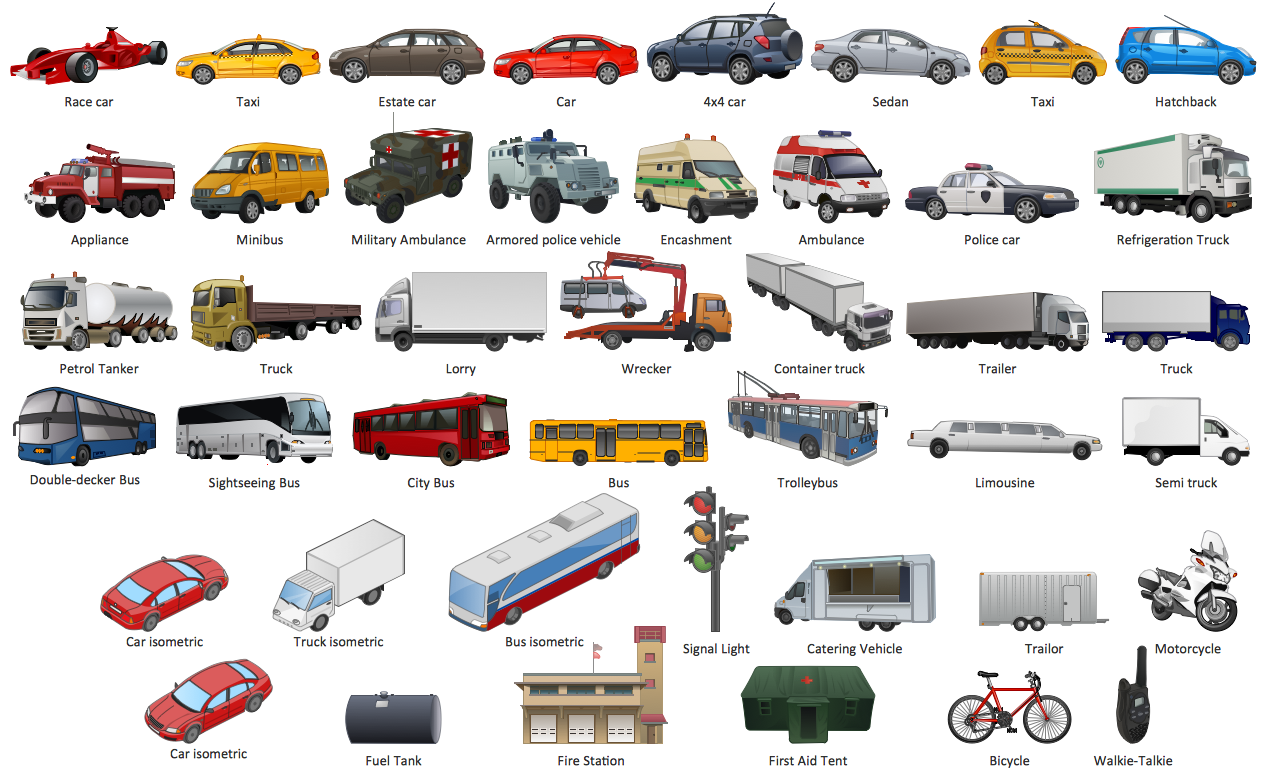 Race car
Taxi
Estate car
Car
4x4 car
Sedan
Taxi
Hatchback
Appliance
Minibus
Military Ambulance
Armored police vehicle
Encashment
Ambulance
Police car
Refrigeration Truck
Petrol Tanker
Truck
Lorry
Wrecker
Container truck
Trailer
Truck
Double-decker Bus
Sightseeing Bus
City Bus
Bus
Trolleybus
Limousine
Semi truck
Car isometric
Truck isometric
Bus isometric
Signal Light
Catering Vehicle
Trailor
Motorcycle
Car isometric
Fuel Tank
Fire Station
First Aid Tent
Bicycle
Walkie-Talkie